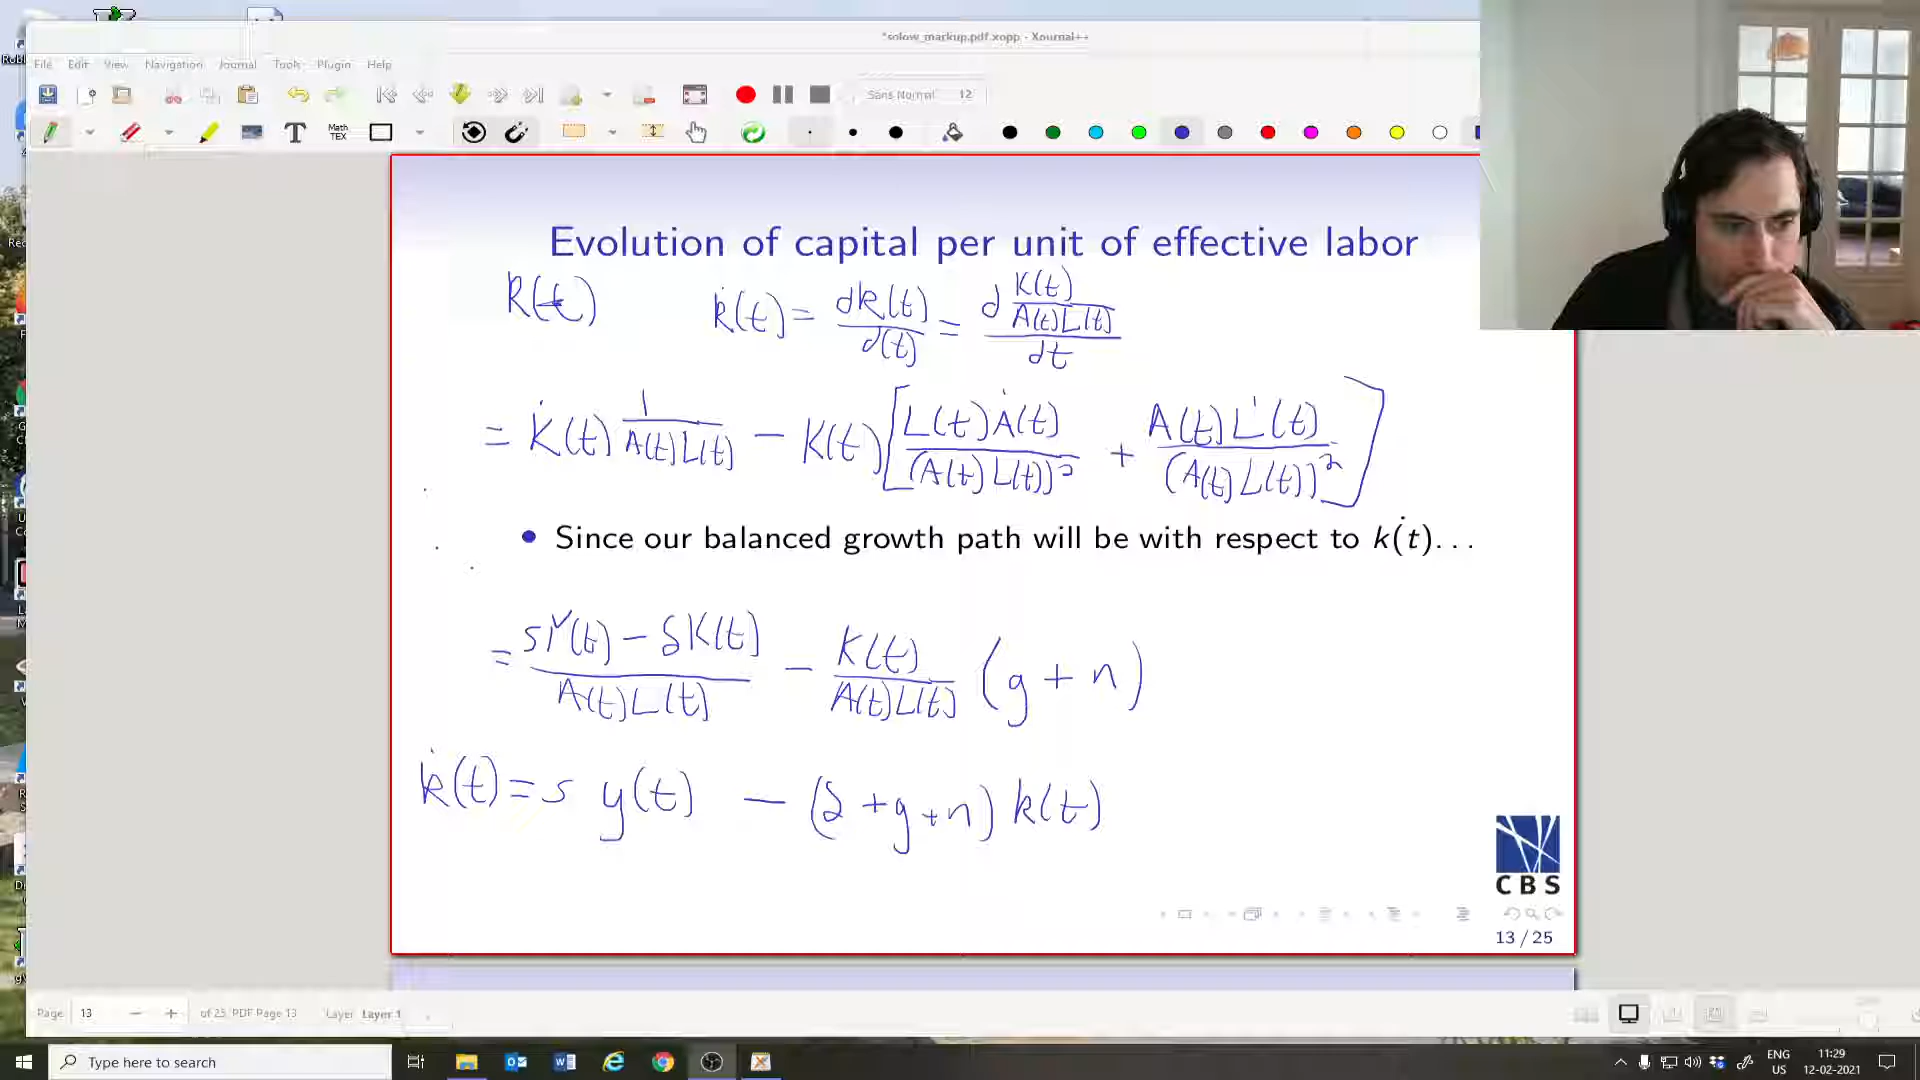 *solow_markup.pdf.xopp - Xournal++
File Edit View Navigation Journal Tools Plugin Help
Sans Normal 12
T Math TEX
Evolution of capital per unit of effective labor
k(t) k̇(t) = dk(t)/d(t) = d K(t)/A(t)L(t) / dt
= K̇(t) 1/A(t)L(t) − K(t) [L(t)Ȧ(t)/(A(t)L(t))² + A(t)L̇(t)/(A(t)L(t))²]
• Since our balanced growth path will be with respect to k̇(t)...
= sY(t) − δK(t)/A(t)L(t) − K(t)/A(t)L(t) (g + n)
k̇(t) = s y(t) − (δ + g + n) k(t)
CBS
13 / 25
Page 13 − + of 25 PDF Page 13 Layer Layer 1
Type here to search
ENG
US
11:29
12-02-2021